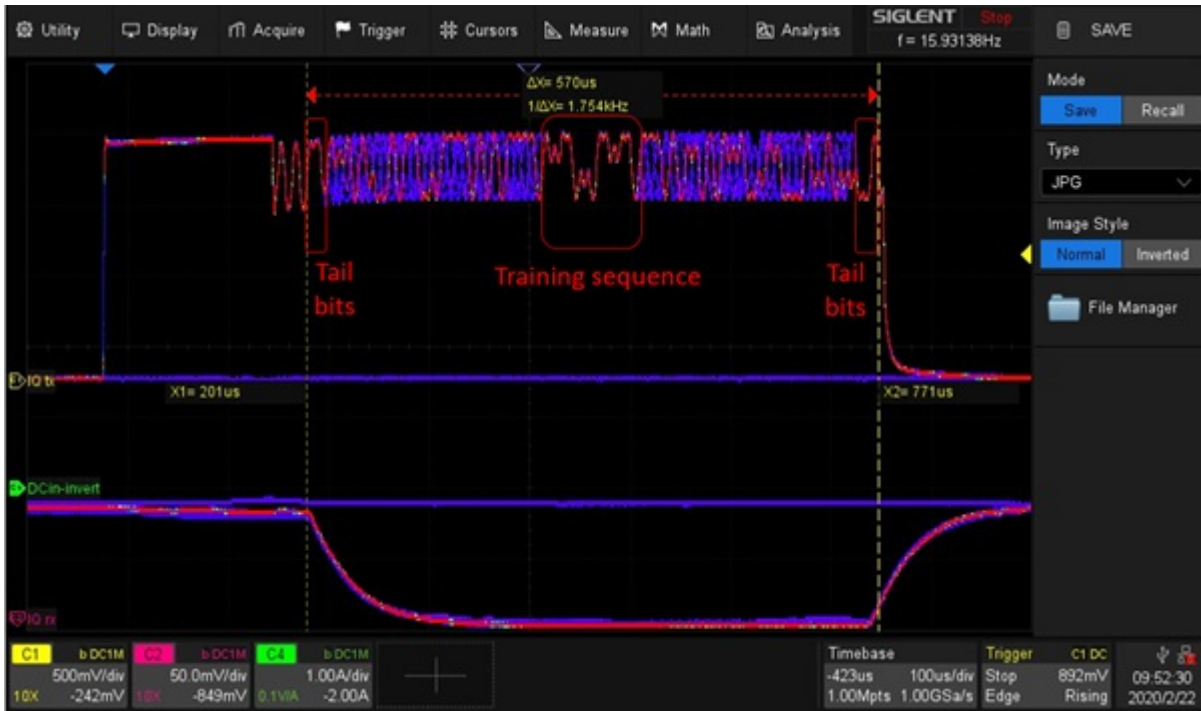 Utility
Display
Acquire
Trigger
Cursors
Measure
Math
Analysis
SIGLENT Stop
f = 15.93138Hz
SAVE
Mode
Save Recall
Type
JPG
Image Style
Normal Inverted
File Manager
ΔX= 570us
1/ΔX= 1.754kHz
Tail
bits
Training sequence
Tail
bits
IQ tx
X1= 201us
X2= 771us
DCin-invert
IQ rx
C1 b DC1M
500mV/div
10X -242mV
C2 b DC1M
50.0mV/div
10X -849mV
C4 b DC1M
1.00A/div
0.1V/A -2.00A
Timebase
-423us 100us/div
1.00Mpts 1.00GSa/s
Trigger C1 DC
Stop 892mV
Edge Rising
09:52:30
2020/2/22